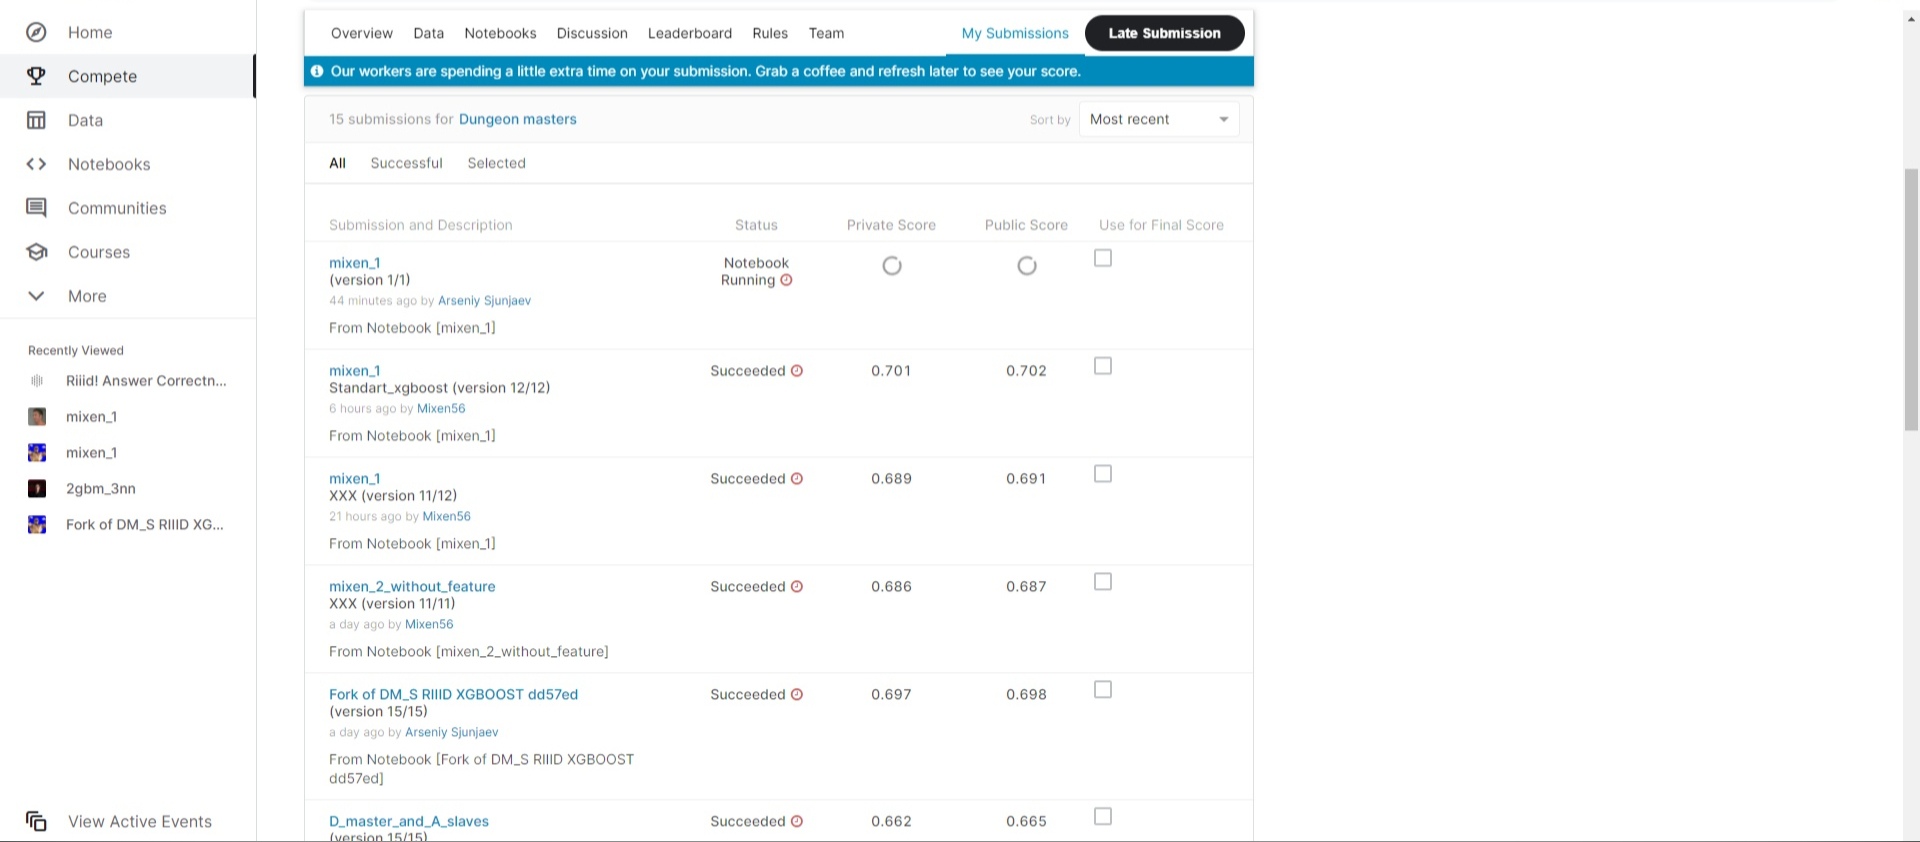 Home
Compete
Data
Notebooks
Communities
Courses
More
Recently Viewed
Riiid! Answer Correctn...
mixen_1
mixen_1
2gbm_3nn
Fork of DM_S RIIID XG...
View Active Events
Overview Data Notebooks Discussion Leaderboard Rules Team My Submissions Late Submission
Our workers are spending a little extra time on your submission. Grab a coffee and refresh later to see your score.
15 submissions for Dungeon masters Sort by Most recent
All Successful Selected
Submission and Description Status Private Score Public Score Use for Final Score
mixen_1 Notebook
(version 1/1) Running
44 minutes ago by Arseniy Sjunjaev
From Notebook [mixen_1]
mixen_1 Succeeded 0.701 0.702
Standart_xgboost (version 12/12)
6 hours ago by Mixen56
From Notebook [mixen_1]
mixen_1 Succeeded 0.689 0.691
XXX (version 11/12)
21 hours ago by Mixen56
From Notebook [mixen_1]
mixen_2_without_feature Succeeded 0.686 0.687
XXX (version 11/11)
a day ago by Mixen56
From Notebook [mixen_2_without_feature]
Fork of DM_S RIIID XGBOOST dd57ed Succeeded 0.697 0.698
(version 15/15)
a day ago by Arseniy Sjunjaev
From Notebook [Fork of DM_S RIIID XGBOOST
dd57ed]
D_master_and_A_slaves Succeeded 0.662 0.665
(version 15/15)